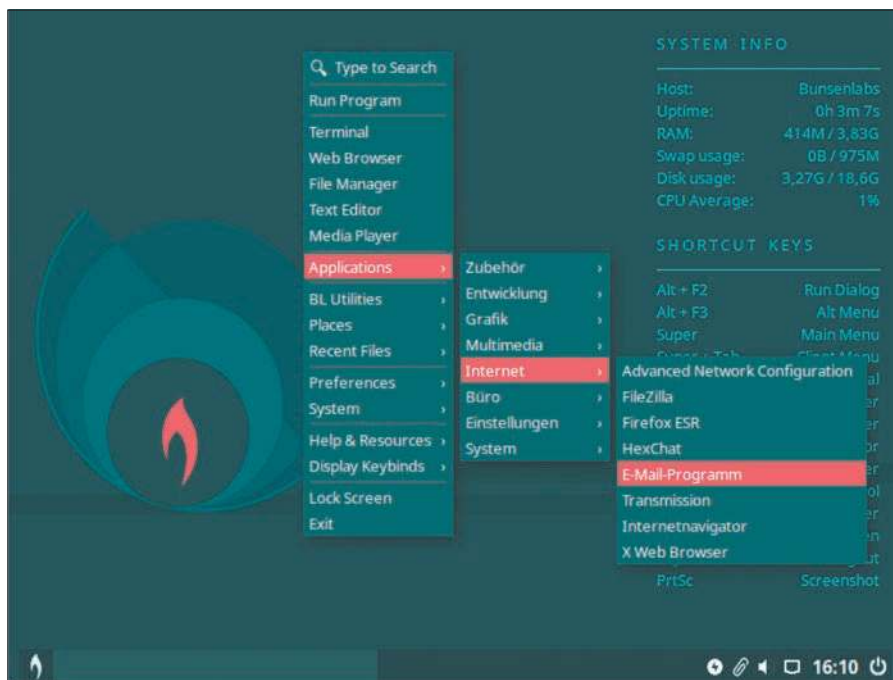 Type to Search
Run Program
Terminal
Web Browser
File Manager
Text Editor
Media Player
Applications
BL Utilities
Places
Recent Files
Preferences
System
Help & Resources
Display Keybinds
Lock Screen
Exit
Zubehör
Entwicklung
Grafik
Multimedia
Internet
Büro
Einstellungen
System
Advanced Network Configuration
FileZilla
Firefox ESR
HexChat
E-Mail-Programm
Transmission
Internetnavigator
X Web Browser
SYSTEM INFO
Host: Bunsenlabs
Uptime: 0h 3m 7s
RAM: 414M / 3,83G
Swap usage: 0B / 975M
Disk usage: 3,27G / 18,6G
CPU Average: 1%
SHORTCUT KEYS
Alt + F2 Run Dialog
Alt + F3 Alt Menu
Super Main Menu
PrtSc Screenshot
16:10